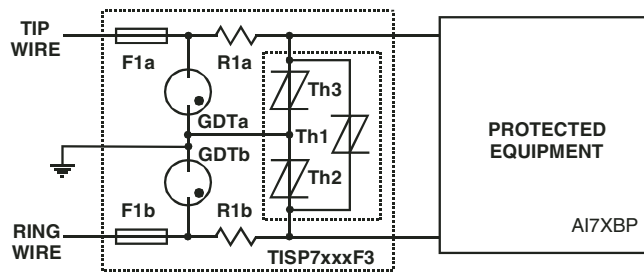 TIP
WIRE
F1a
R1a
GDTa
Th3
Th1
GDTb
Th2
F1b
R1b
RING
WIRE
TISP7xxxF3
PROTECTED
EQUIPMENT
AI7XBP